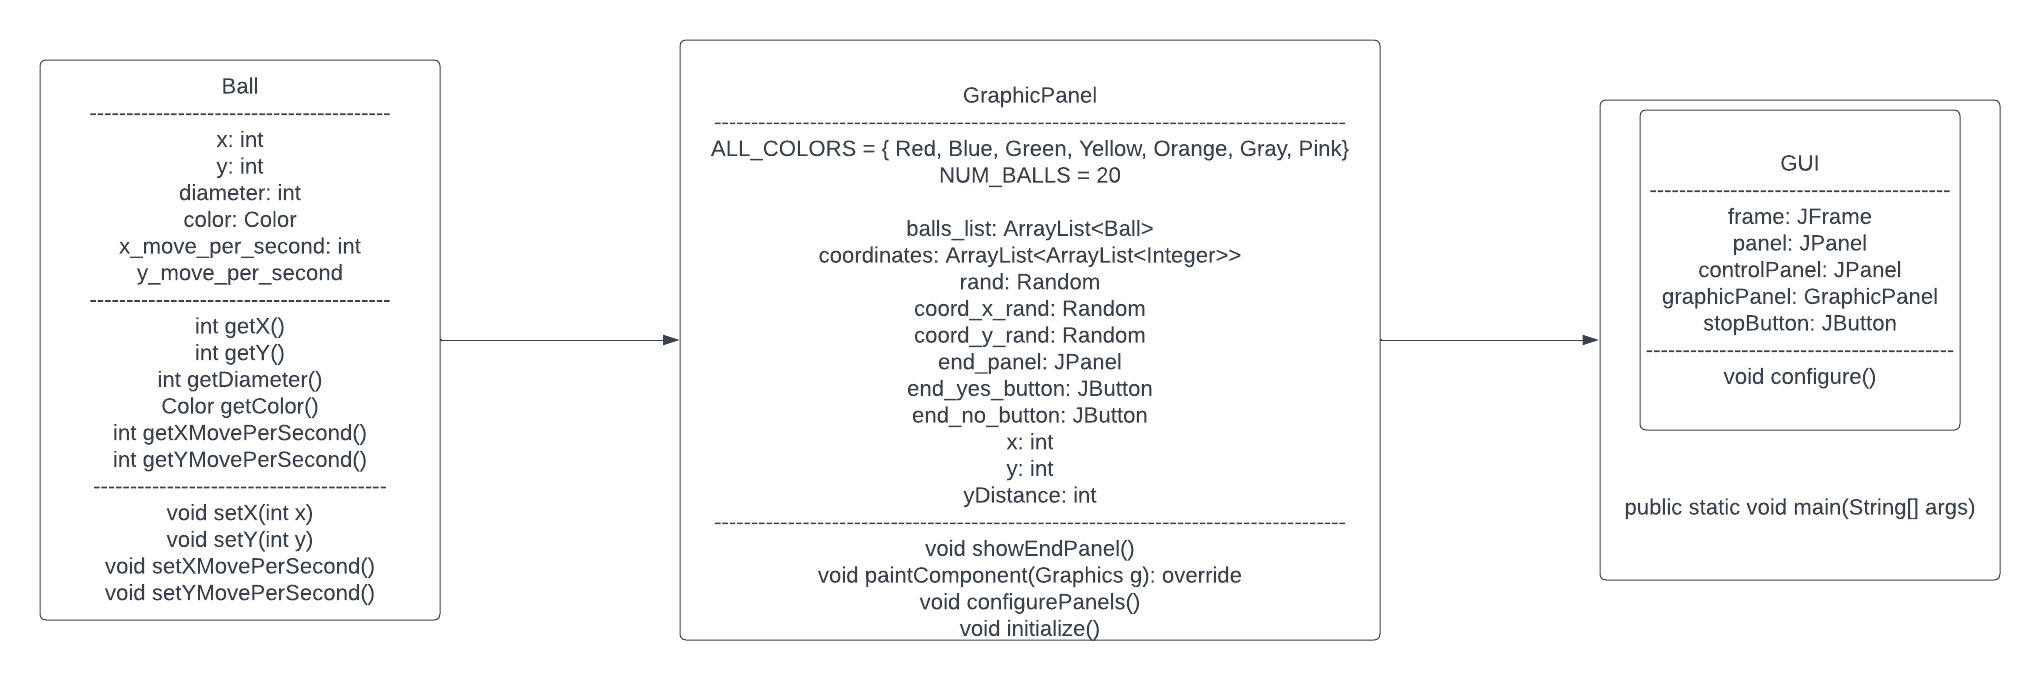 Ball
-----------------------------------------
x: int
y: int
diameter: int
color: Color
x_move_per_second: int
y_move_per_second
-----------------------------------------
int getX()
int getY()
int getDiameter()
Color getColor()
int getXMovePerSecond()
int getYMovePerSecond()
----------------------------------------
void setX(int x)
void setY(int y)
void setXMovePerSecond()
void setYMovePerSecond()
GraphicPanel
--------------------------------------------------------------------------------------
ALL_COLORS = { Red, Blue, Green, Yellow, Orange, Gray, Pink}
NUM_BALLS = 20
balls_list: ArrayList<Ball>
coordinates: ArrayList<ArrayList<Integer>>
rand: Random
coord_x_rand: Random
coord_y_rand: Random
end_panel: JPanel
end_yes_button: JButton
end_no_button: JButton
x: int
y: int
yDistance: int
--------------------------------------------------------------------------------------
void showEndPanel()
void paintComponent(Graphics g): override
void configurePanels()
void initialize()
GUI
-----------------------------------------
frame: JFrame
panel: JPanel
controlPanel: JPanel
graphicPanel: GraphicPanel
stopButton: JButton
------------------------------------------
void configure()
public static void main(String[] args)